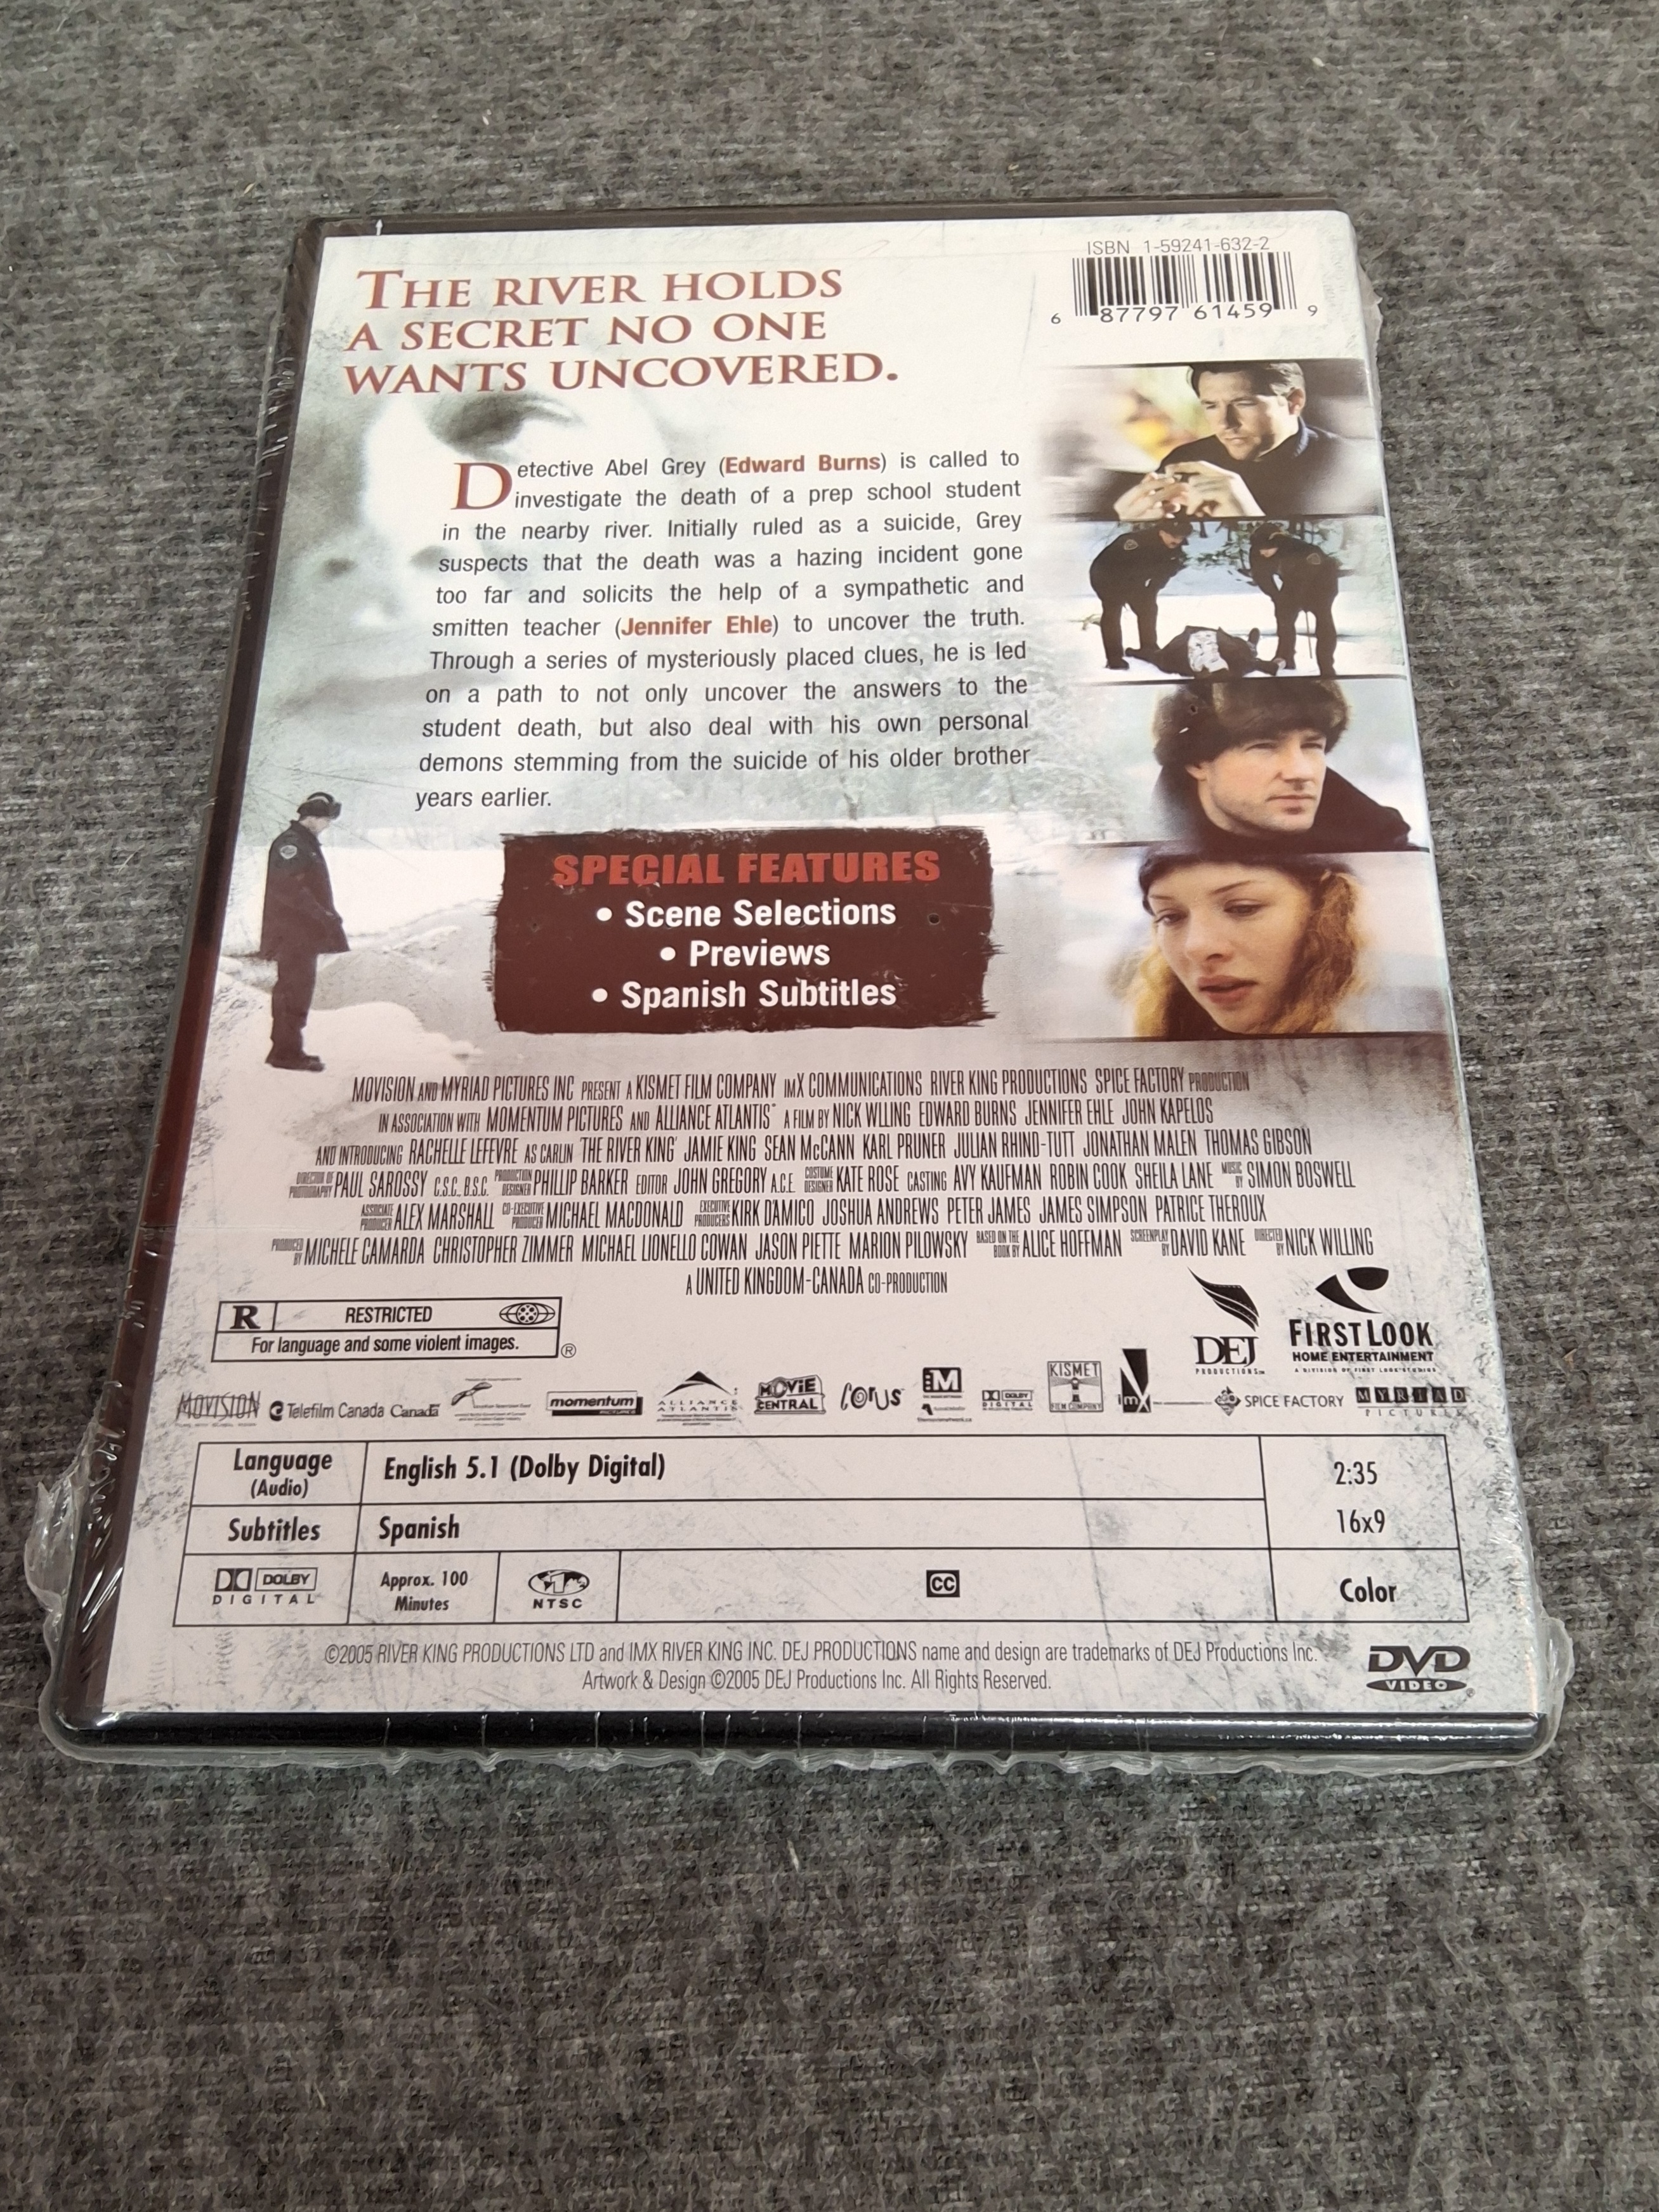 ISBN 1-59241-632-2
6 87797 61459 9
THE RIVER HOLDS
A SECRET NO ONE
WANTS UNCOVERED.
Detective Abel Grey (Edward Burns) is called to
investigate the death of a prep school student
in the nearby river. Initially ruled as a suicide, Grey
suspects that the death was a hazing incident gone
too far and solicits the help of a sympathetic and
smitten teacher (Jennifer Ehle) to uncover the truth.
Through a series of mysteriously placed clues, he is led
on a path to not only uncover the answers to the
student death, but also deal with his own personal
demons stemming from the suicide of his older brother
years earlier.
SPECIAL FEATURES
• Scene Selections
• Previews
• Spanish Subtitles
MOVISION AND MYRIAD PICTURES INC PRESENT A KISMET FILM COMPANY IMX COMMUNICATIONS RIVER KING PRODUCTIONS SPICE FACTORY PRODUCTION
IN ASSOCIATION WITH MOMENTUM PICTURES AND ALLIANCE ATLANTIS A FILM BY NICK WLLING EDWARD BURNS JENNIFER EHLE JOHN KAPELOS
AND INTRODUCING RACHELLE LEFEVRE AS CARLIN 'THE RIVER KING' JAMIE KING SEAN McCANN KARL PRUNER JULIAN RHIND-TUTT JONATHAN MALEN THOMAS GIBSON
DIRECTOR OF PHOTOGRAPHY PAUL SAROSSY C.S.C., B.S.C. PRODUCTION DESIGNER PHILLIP BARKER EDITOR JOHN GREGORY A.C.E. COSTUME DESIGNER KATE ROSE CASTING AVY KAUFMAN ROBIN COOK SHEILA LANE MUSIC BY SIMON BOSWELL
ASSOCIATE PRODUCER ALEX MARSHALL CO-EXECUTIVE PRODUCER MICHAEL MACDONALD EXECUTIVE PRODUCERS KIRK D'AMICO JOSHUA ANDREWS PETER JAMES JAMES SIMPSON PATRICE THEROUX
PRODUCED BY MICHELE CAMARDA CHRISTOPHER ZIMMER MICHAEL LIONELLO COWAN JASON PIETTE MARION PILOWSKY BASED ON THE BOOK BY ALICE HOFFMAN SCREENPLAY BY DAVID KANE DIRECTED BY NICK WILLING
A UNITED KINGDOM-CANADA CO-PRODUCTION
R RESTRICTED
For language and some violent images. ®
DEJ
PRODUCTIONS
FIRST LOOK
HOME ENTERTAINMENT
A DIVISION OF FIRST LOOK STUDIOS
MOVISION Telefilm Canada Canada momentum PICTURES ALLIANCE ATLANTIS MOVIE CENTRAL corus M DOLBY DIGITAL KISMET FILM COMPANY imX SPICE FACTORY MYRIAD PICTURES
Language
(Audio)
English 5.1 (Dolby Digital)
2:35
Subtitles
Spanish
16x9
DOLBY
DIGITAL
Approx. 100
Minutes
NTSC
CC
Color
©2005 RIVER KING PRODUCTIONS LTD and IMX RIVER KING INC. DEJ PRODUCTIONS name and design are trademarks of DEJ Productions Inc.
Artwork & Design ©2005 DEJ Productions Inc. All Rights Reserved.
DVD
VIDEO